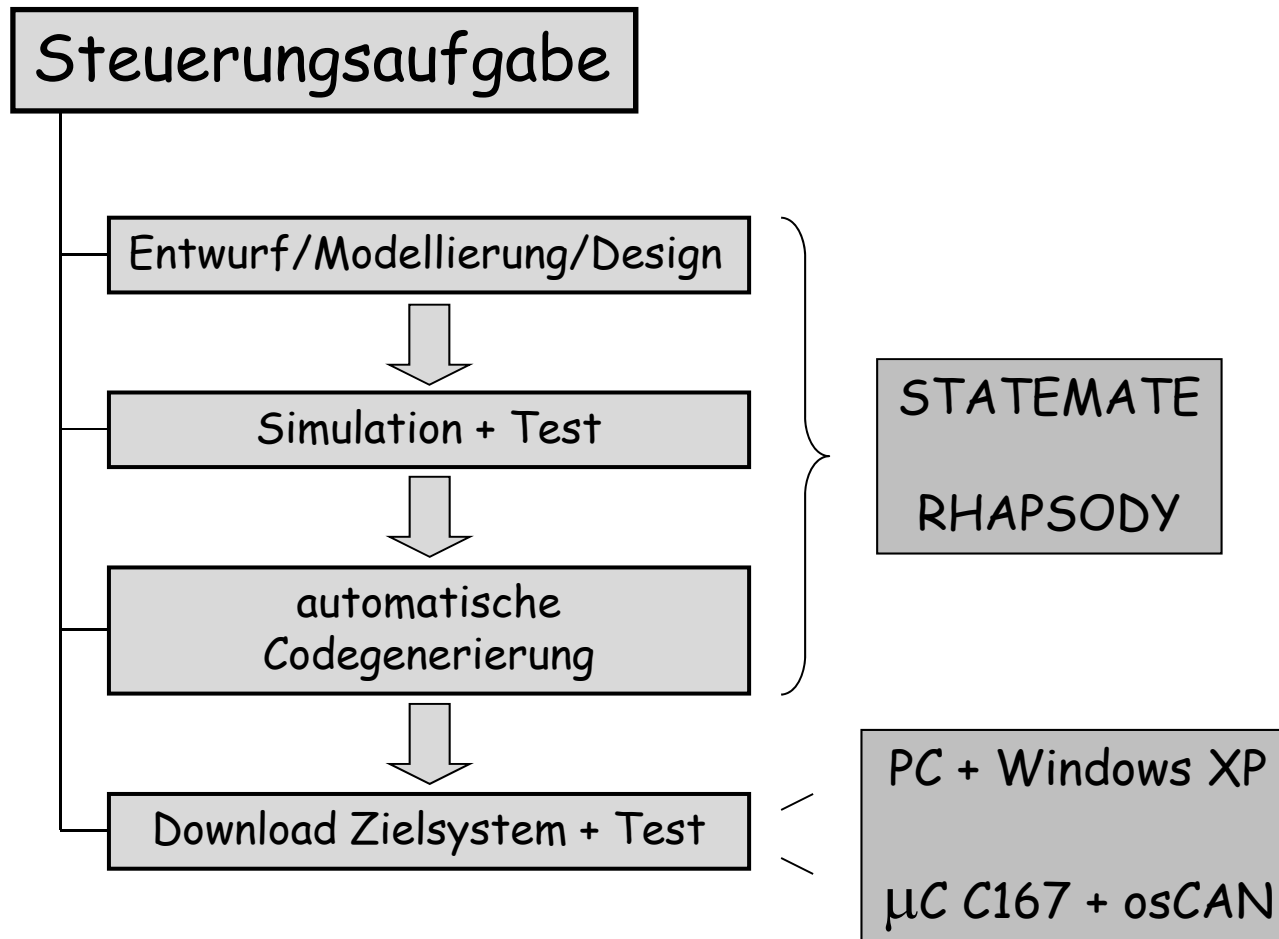 Steuerungsaufgabe
Entwurf/Modellierung/Design
Simulation + Test
automatische
Codegenerierung
Download Zielsystem + Test
STATEMATE
RHAPSODY
PC + Windows XP
µC C167 + osCAN